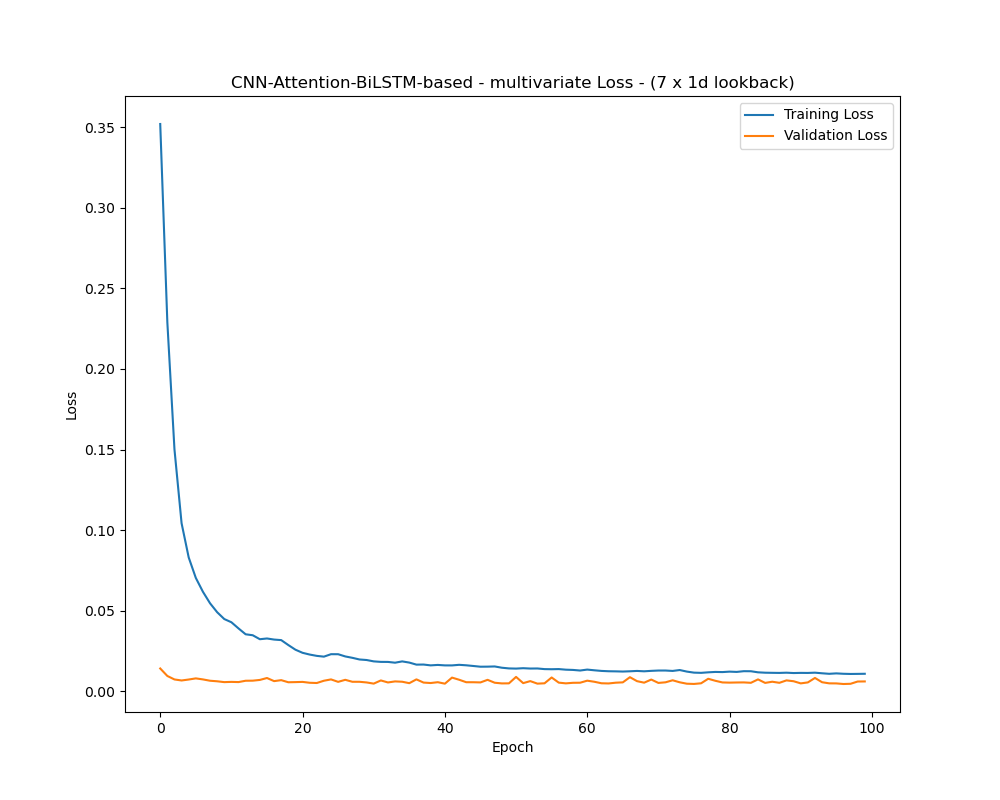 CNN-Attention-BiLSTM-based - multivariate Loss - (7 x 1d lookback)
Training Loss
Validation Loss
0.35
0.30
0.25
0.20
0.15
0.10
0.05
0.00
Loss
0 20 40 60 80 100
Epoch